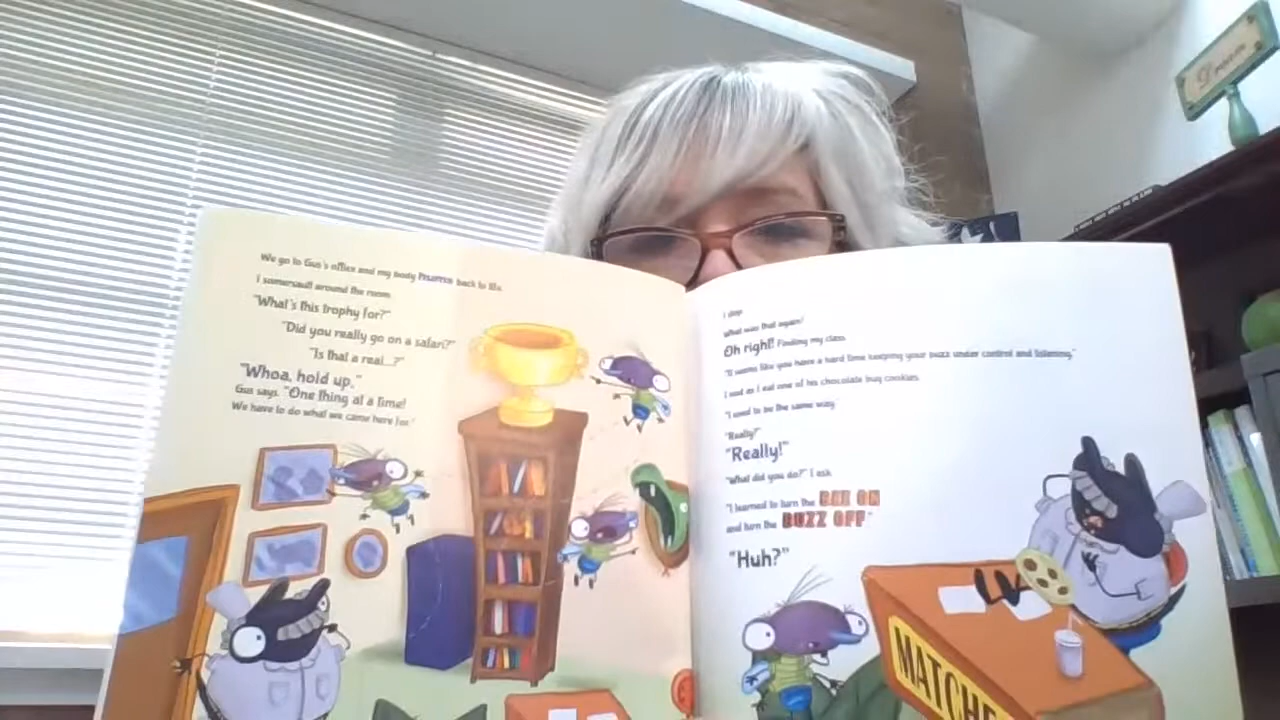 We go to Gus's office and my body
back to life.
I somersault around the room.
"What's this trophy for?"
"Did you really go on a safari?"
"Is that a real...?"
"Whoa, hold up,"
Gus says. "One thing at a time!
We have to do what we came here for."
I stop.
What was that again?
Oh right! Finding my class.
"It seems like you have a hard time keeping your buzz under control and listening,"
I said as I eat one of his chocolate bug cookies.
"I used to be the same way."
"Really?"
"Really!"
"What did you do?" I ask.
"I learned to turn the
and turn the BUZZ OFF."
"Huh?"
MATCHE
Dream